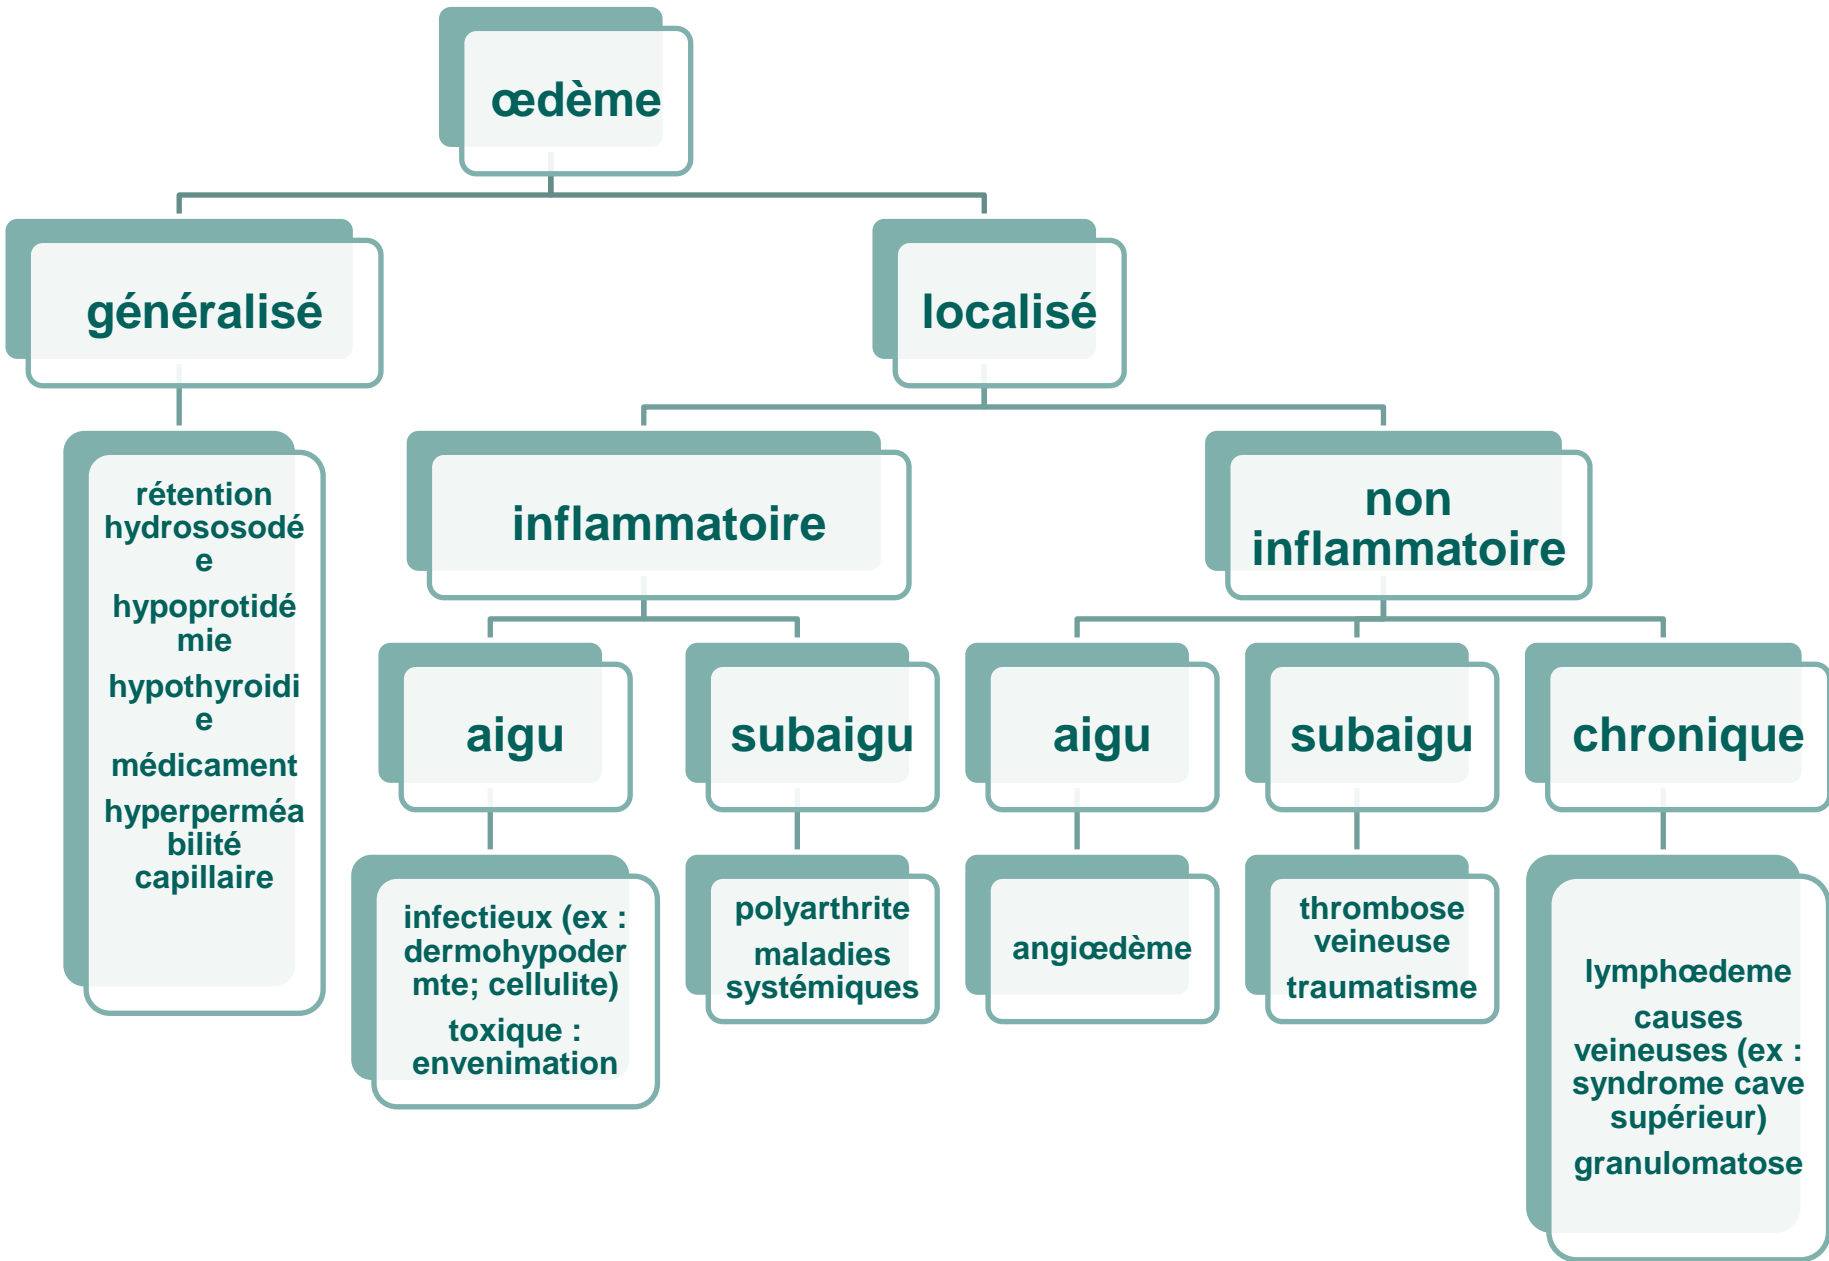 œdème
généralisé
localisé
rétention
hydrososodé
e
hypoprotidé
mie
hypothyroidi
e
médicament
hyperperméa
bilité
capillaire
inflammatoire
non
inflammatoire
aigu
subaigu
aigu
subaigu
chronique
infectieux (ex :
dermohypoder
mte; cellulite)
toxique :
envenimation
polyarthrite
maladies
systémiques
angiœdème
thrombose
veineuse
traumatisme
lymphœdeme
causes
veineuses (ex :
syndrome cave
supérieur)
granulomatose